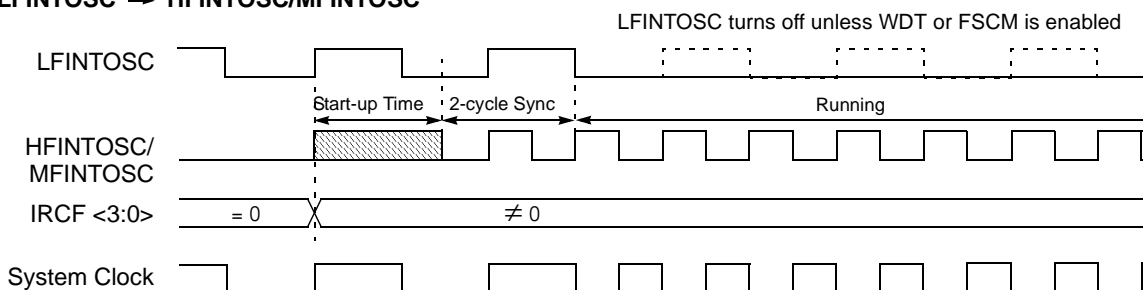 LFINTOSC → HFINTOSC/MFINTOSC
LFINTOSC turns off unless WDT or FSCM is enabled
LFINTOSC
Start-up Time
2-cycle Sync
Running
HFINTOSC/
MFINTOSC
IRCF <3:0>
= 0
≠ 0
System Clock